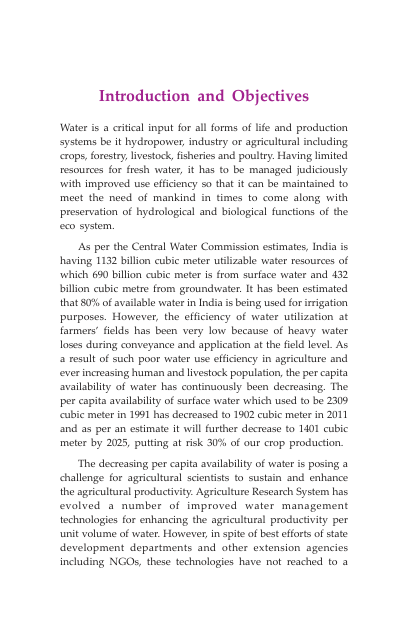 Introduction and Objectives
Water is a critical input for all forms of life and production
systems be it hydropower, industry or agricultural including
crops, forestry, livestock, fisheries and poultry. Having limited
resources for fresh water, it has to be managed judiciously
with improved use efficiency so that it can be maintained to
meet the need of mankind in times to come along with
preservation of hydrological and biological functions of the
eco system.
As per the Central Water Commission estimates, India is
having 1132 billion cubic meter utilizable water resources of
which 690 billion cubic meter is from surface water and 432
billion cubic metre from groundwater. It has been estimated
that 80% of available water in India is being used for irrigation
purposes. However, the efficiency of water utilization at
farmers' fields has been very low because of heavy water
loses during conveyance and application at the field level. As
a result of such poor water use efficiency in agriculture and
ever increasing human and livestock population, the per capita
availability of water has continuously been decreasing. The
per capita availability of surface water which used to be 2309
cubic meter in 1991 has decreased to 1902 cubic meter in 2011
and as per an estimate it will further decrease to 1401 cubic
meter by 2025, putting at risk 30% of our crop production.
The decreasing per capita availability of water is posing a
challenge for agricultural scientists to sustain and enhance
the agricultural productivity. Agriculture Research System has
evolved a number of improved water management
technologies for enhancing the agricultural productivity per
unit volume of water. However, in spite of best efforts of state
development departments and other extension agencies
including NGOs, these technologies have not reached to a